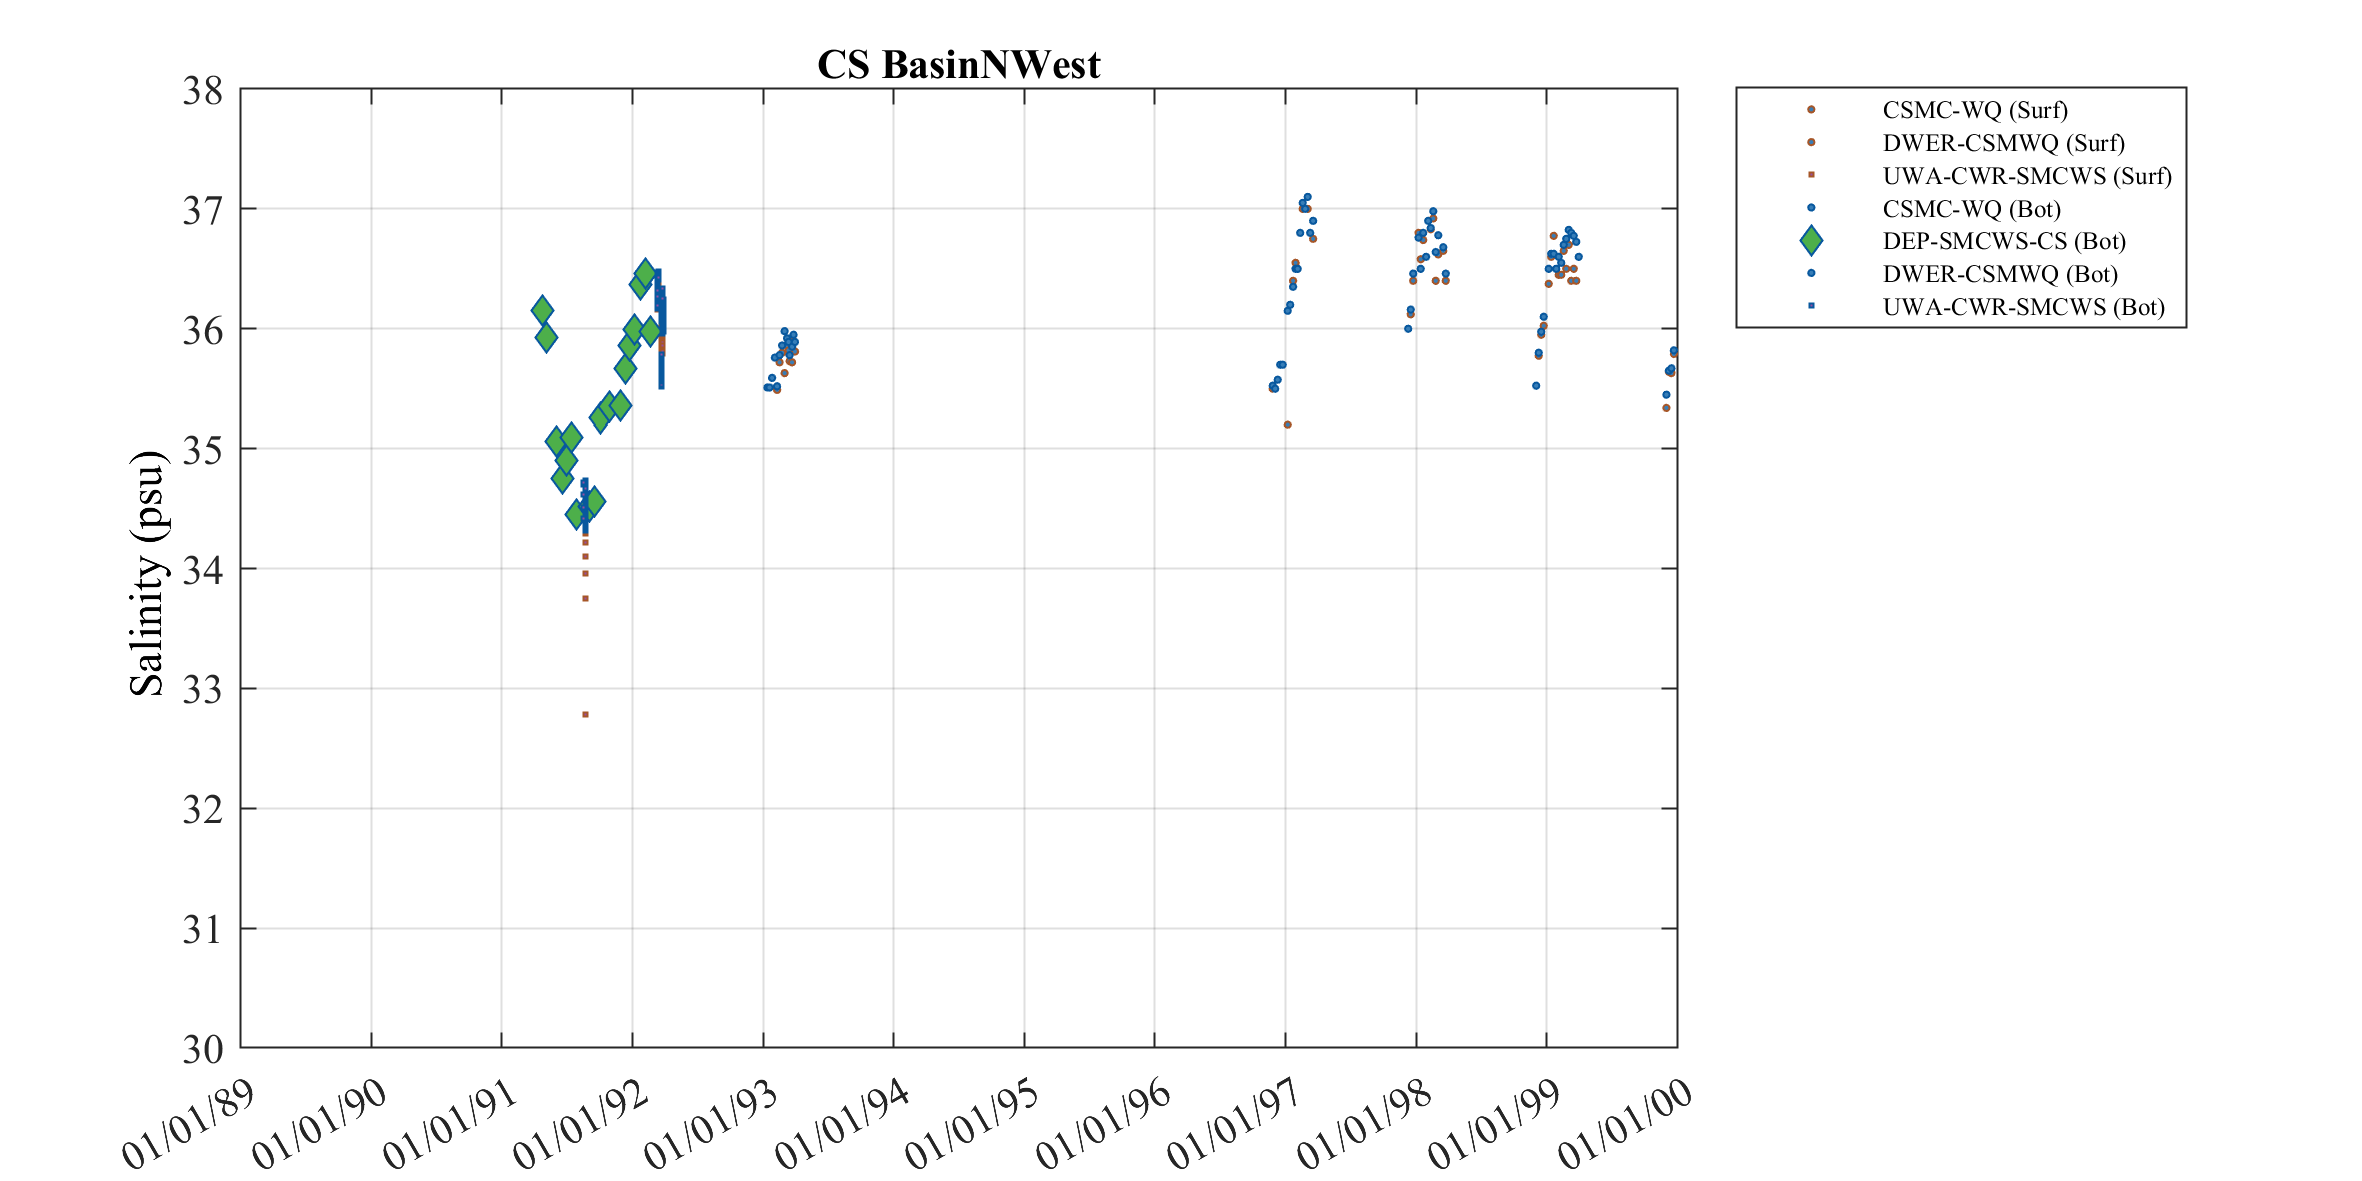 CS BasinNWest
38
37
36
35
34
33
32
31
30
Salinity (psu)
01/01/89
01/01/90
01/01/91
01/01/92
01/01/93
01/01/94
01/01/95
01/01/96
01/01/97
01/01/98
01/01/99
01/01/00
CSMC-WQ (Surf)
DWER-CSMWQ (Surf)
UWA-CWR-SMCWS (Surf)
CSMC-WQ (Bot)
DEP-SMCWS-CS (Bot)
DWER-CSMWQ (Bot)
UWA-CWR-SMCWS (Bot)